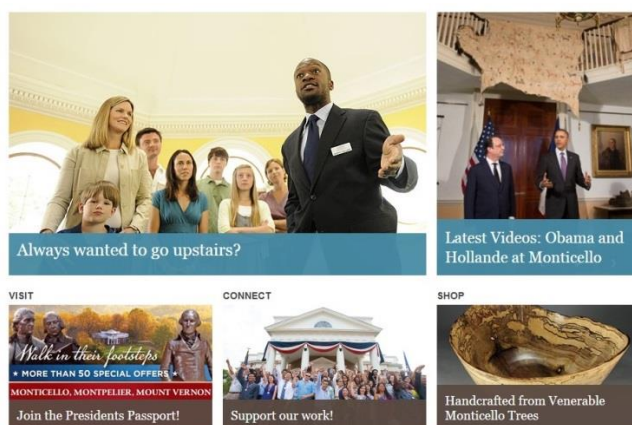 Always wanted to go upstairs?
Latest Videos: Obama and
Hollande at Monticello
VISIT
Walk in their footsteps
★ MORE THAN 50 SPECIAL OFFERS ★
MONTICELLO, MONTPELIER, MOUNT VERNON
Join the Presidents Passport!
CONNECT
Support our work!
SHOP
Handcrafted from Venerable
Monticello Trees